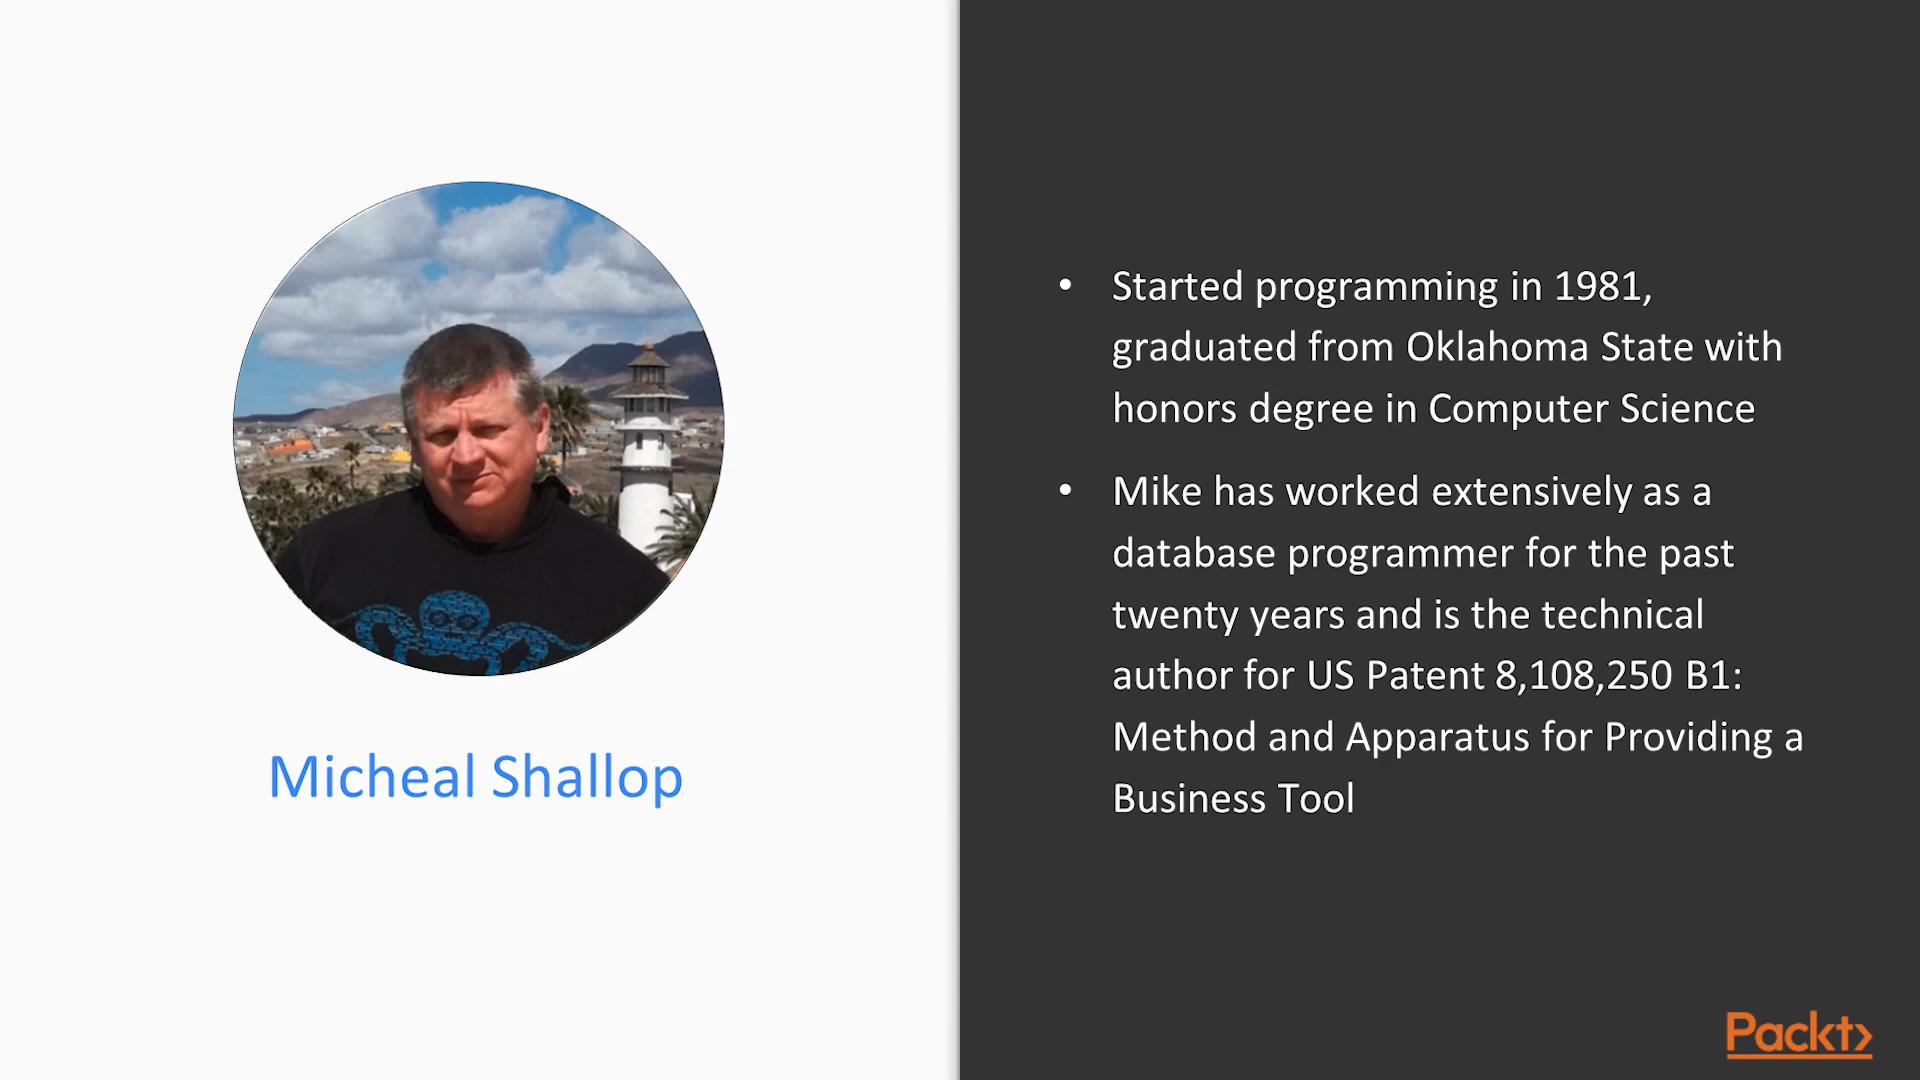 Micheal Shallop
• Started programming in 1981,
graduated from Oklahoma State with
honors degree in Computer Science
• Mike has worked extensively as a
database programmer for the past
twenty years and is the technical
author for US Patent 8,108,250 B1:
Method and Apparatus for Providing a
Business Tool
Packt>